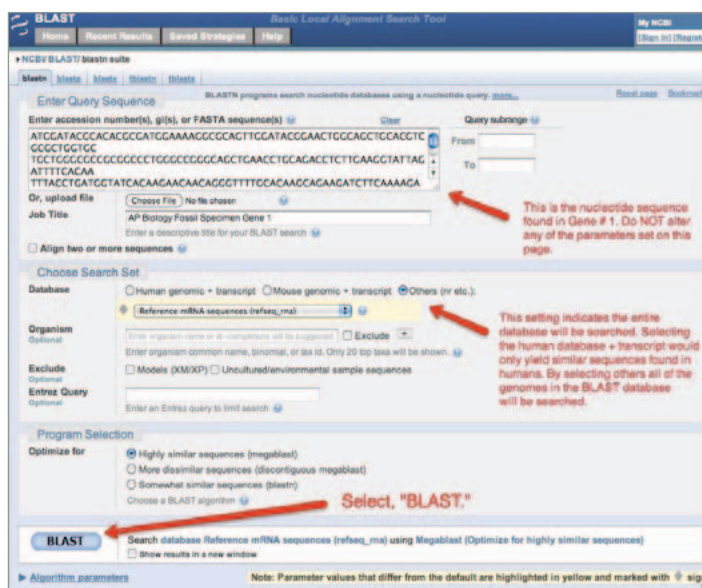 BLAST
Basic Local Alignment Search Tool
My NCBI
Home Recent Results Saved Strategies Help
[Sign In] [Regist
NCBI/ BLAST/ blastn suite
blastn blastp blastx tblastn tblastx
BLASTN programs search nucleotide databases using a nucleotide query. more...
Reset page Bookmark
Enter Query Sequence
Enter accession number(s), gi(s), or FASTA sequence(s) Clear Query subrange
GCGCTGGTGC
ATTTTCACAA
From
To
Or, upload file Choose File No file chosen
Job Title AP Biology Fossil Specimen Gene 1
Enter a descriptive title for your BLAST search
Align two or more sequences
This is the nucleotide sequence
found in Gene # 1. Do NOT alter
any of the parameters set on this
page.
Choose Search Set
Database Human genomic + transcript Mouse genomic + transcript Others (nr etc.):
Reference mRNA sequences (refseq_rna)
Organism
Optional
Exclude +
Enter organism common name, binomial, or tax id. Only 20 top taxa will be shown.
Exclude Models (XM/XP) Uncultured/environmental sample sequences
Optional
Entrez Query
Optional
Enter an Entrez query to limit search
This setting indicates the entire
database will be searched. Selecting
the human database + transcript would
only yield similar sequences found in
humans. By selecting others all of the
genomes in the BLAST database
will be searched.
Program Selection
Optimize for Highly similar sequences (megablast)
More dissimilar sequences (discontiguous megablast)
Somewhat similar sequences (blastn)
Choose a BLAST algorithm
Select, "BLAST."
BLAST Search database Reference mRNA sequences (refseq_rna) using Megablast (Optimize for highly similar sequences)
Show results in a new window
Algorithm parameters Note: Parameter values that differ from the default are highlighted in yellow and marked with sig